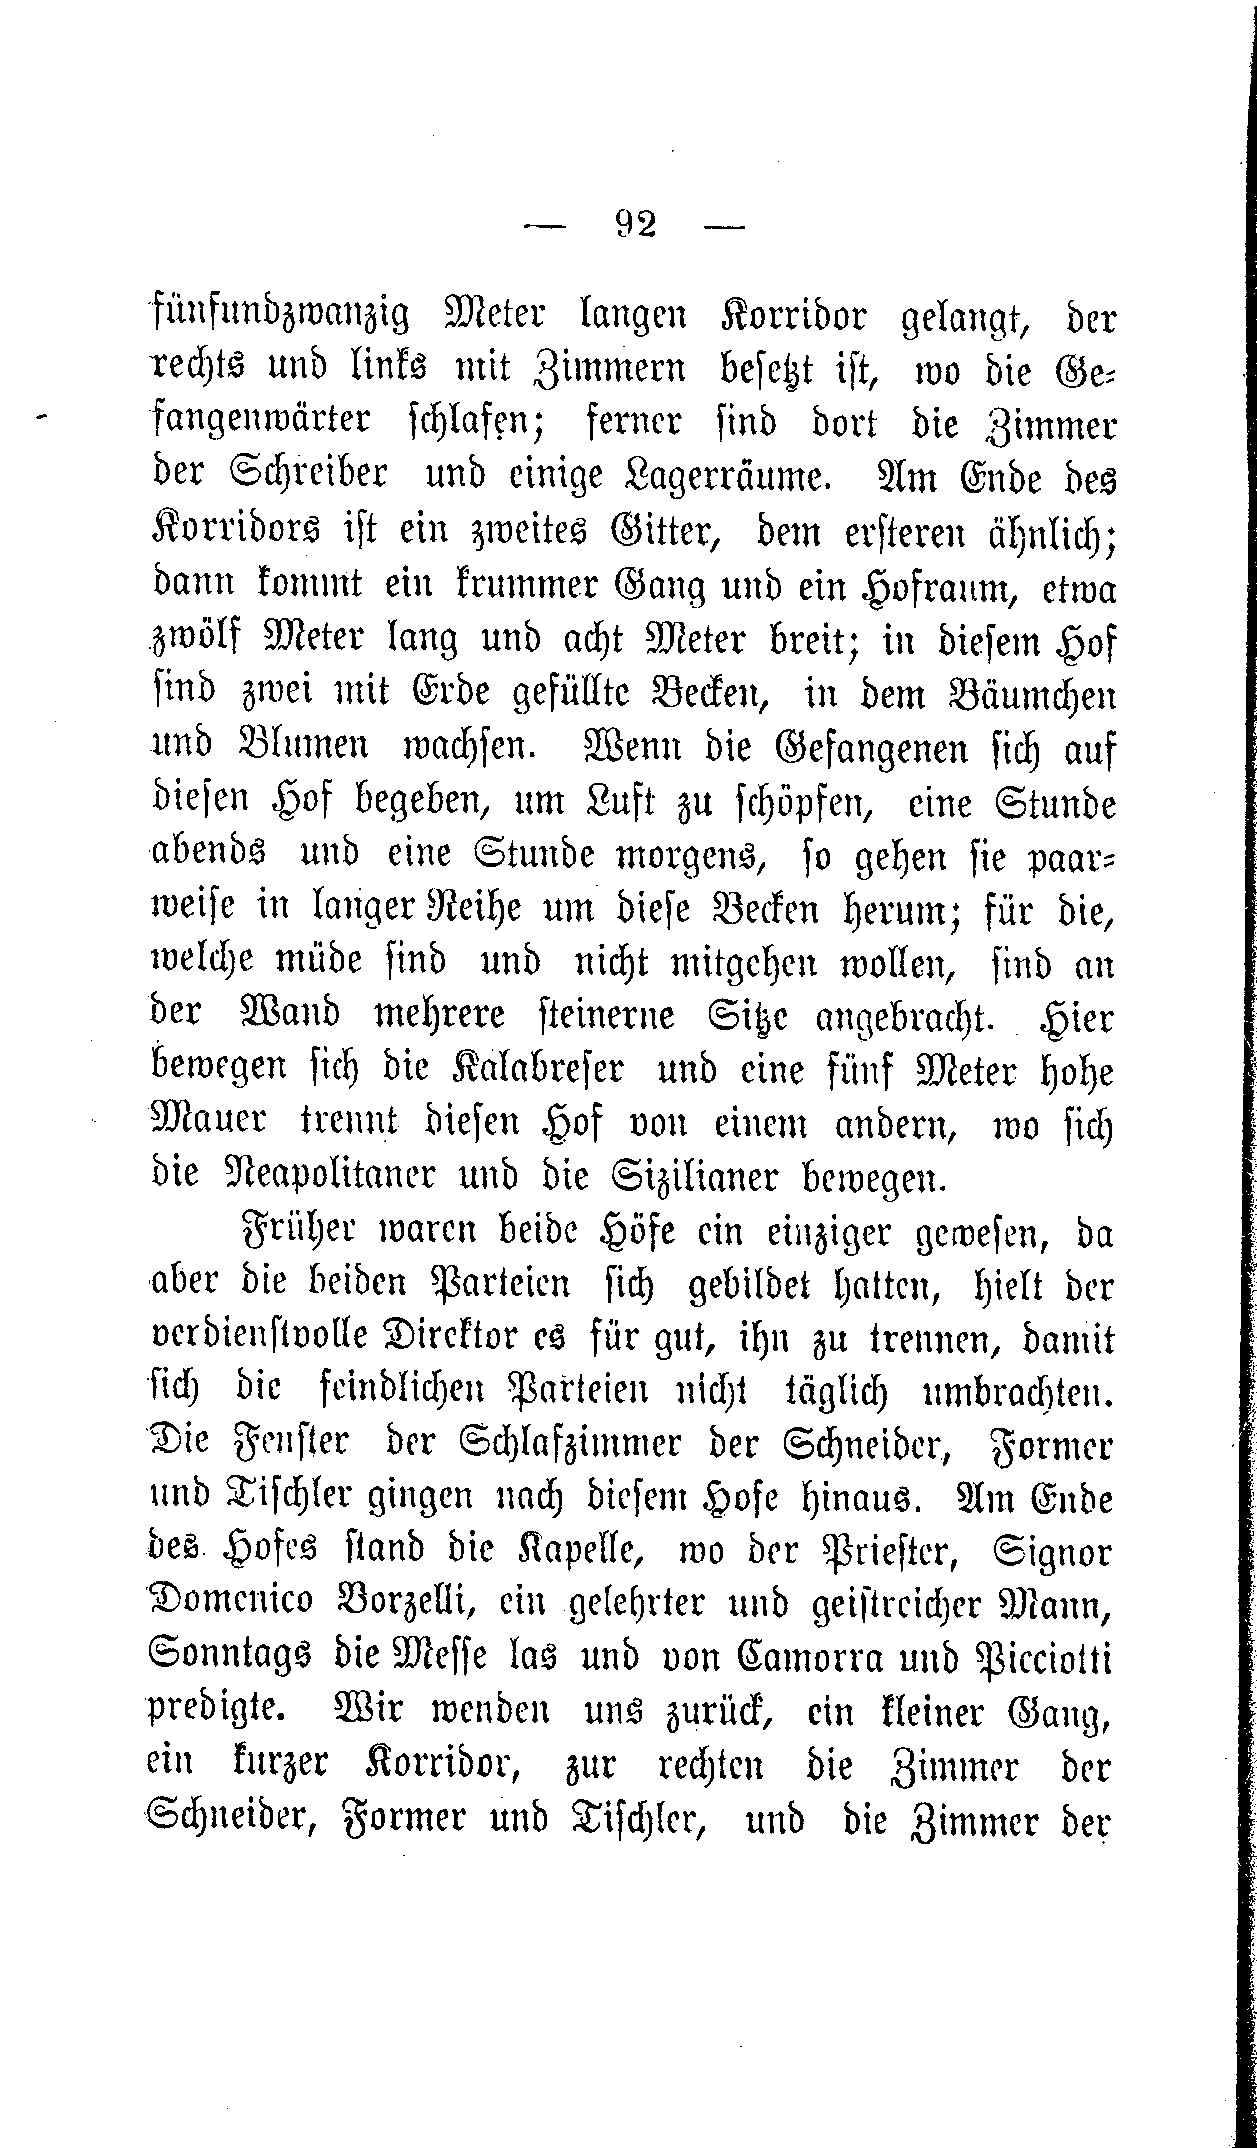 — 92 —
fünfundzwanzig Meter langen Korridor gelangt, der
rechts und links mit Zimmern besetzt ist, wo die Ge-
fangenwärter schlafen; ferner sind dort die Zimmer
der Schreiber und einige Lagerräume. Am Ende des
Korridors ist ein zweites Gitter, dem ersteren ähnlich;
dann kommt ein krummer Gang und ein Hofraum, etwa
zwölf Meter lang und acht Meter breit; in diesem Hof
sind zwei mit Erde gefüllte Becken, in dem Bäumchen
und Blumen wachsen. Wenn die Gefangenen sich auf
diesen Hof begeben, um Luft zu schöpfen, eine Stunde
abends und eine Stunde morgens, so gehen sie paar-
weise in langer Reihe um diese Becken herum; für die,
welche müde sind und nicht mitgehen wollen, sind an
der Wand mehrere steinerne Sitze angebracht. Hier
bewegen sich die Kalabreser und eine fünf Meter hohe
Mauer trennt diesen Hof von einem andern, wo sich
die Neapolitaner und die Sizilianer bewegen.
Früher waren beide Höfe ein einziger gewesen, da
aber die beiden Parteien sich gebildet hatten, hielt der
verdienstvolle Direktor es für gut, ihn zu trennen, damit
sich die feindlichen Parteien nicht täglich umbrachten.
Die Fenster der Schlafzimmer der Schneider, Former
und Tischler gingen nach diesem Hofe hinaus. Am Ende
des Hofes stand die Kapelle, wo der Priester, Signor
Domenico Borzelli, ein gelehrter und geistreicher Mann,
Sonntags die Messe las und von Camorra und Picciotti
predigte. Wir wenden uns zurück, ein kleiner Gang,
ein kurzer Korridor, zur rechten die Zimmer der
Schneider, Former und Tischler, und die Zimmer der